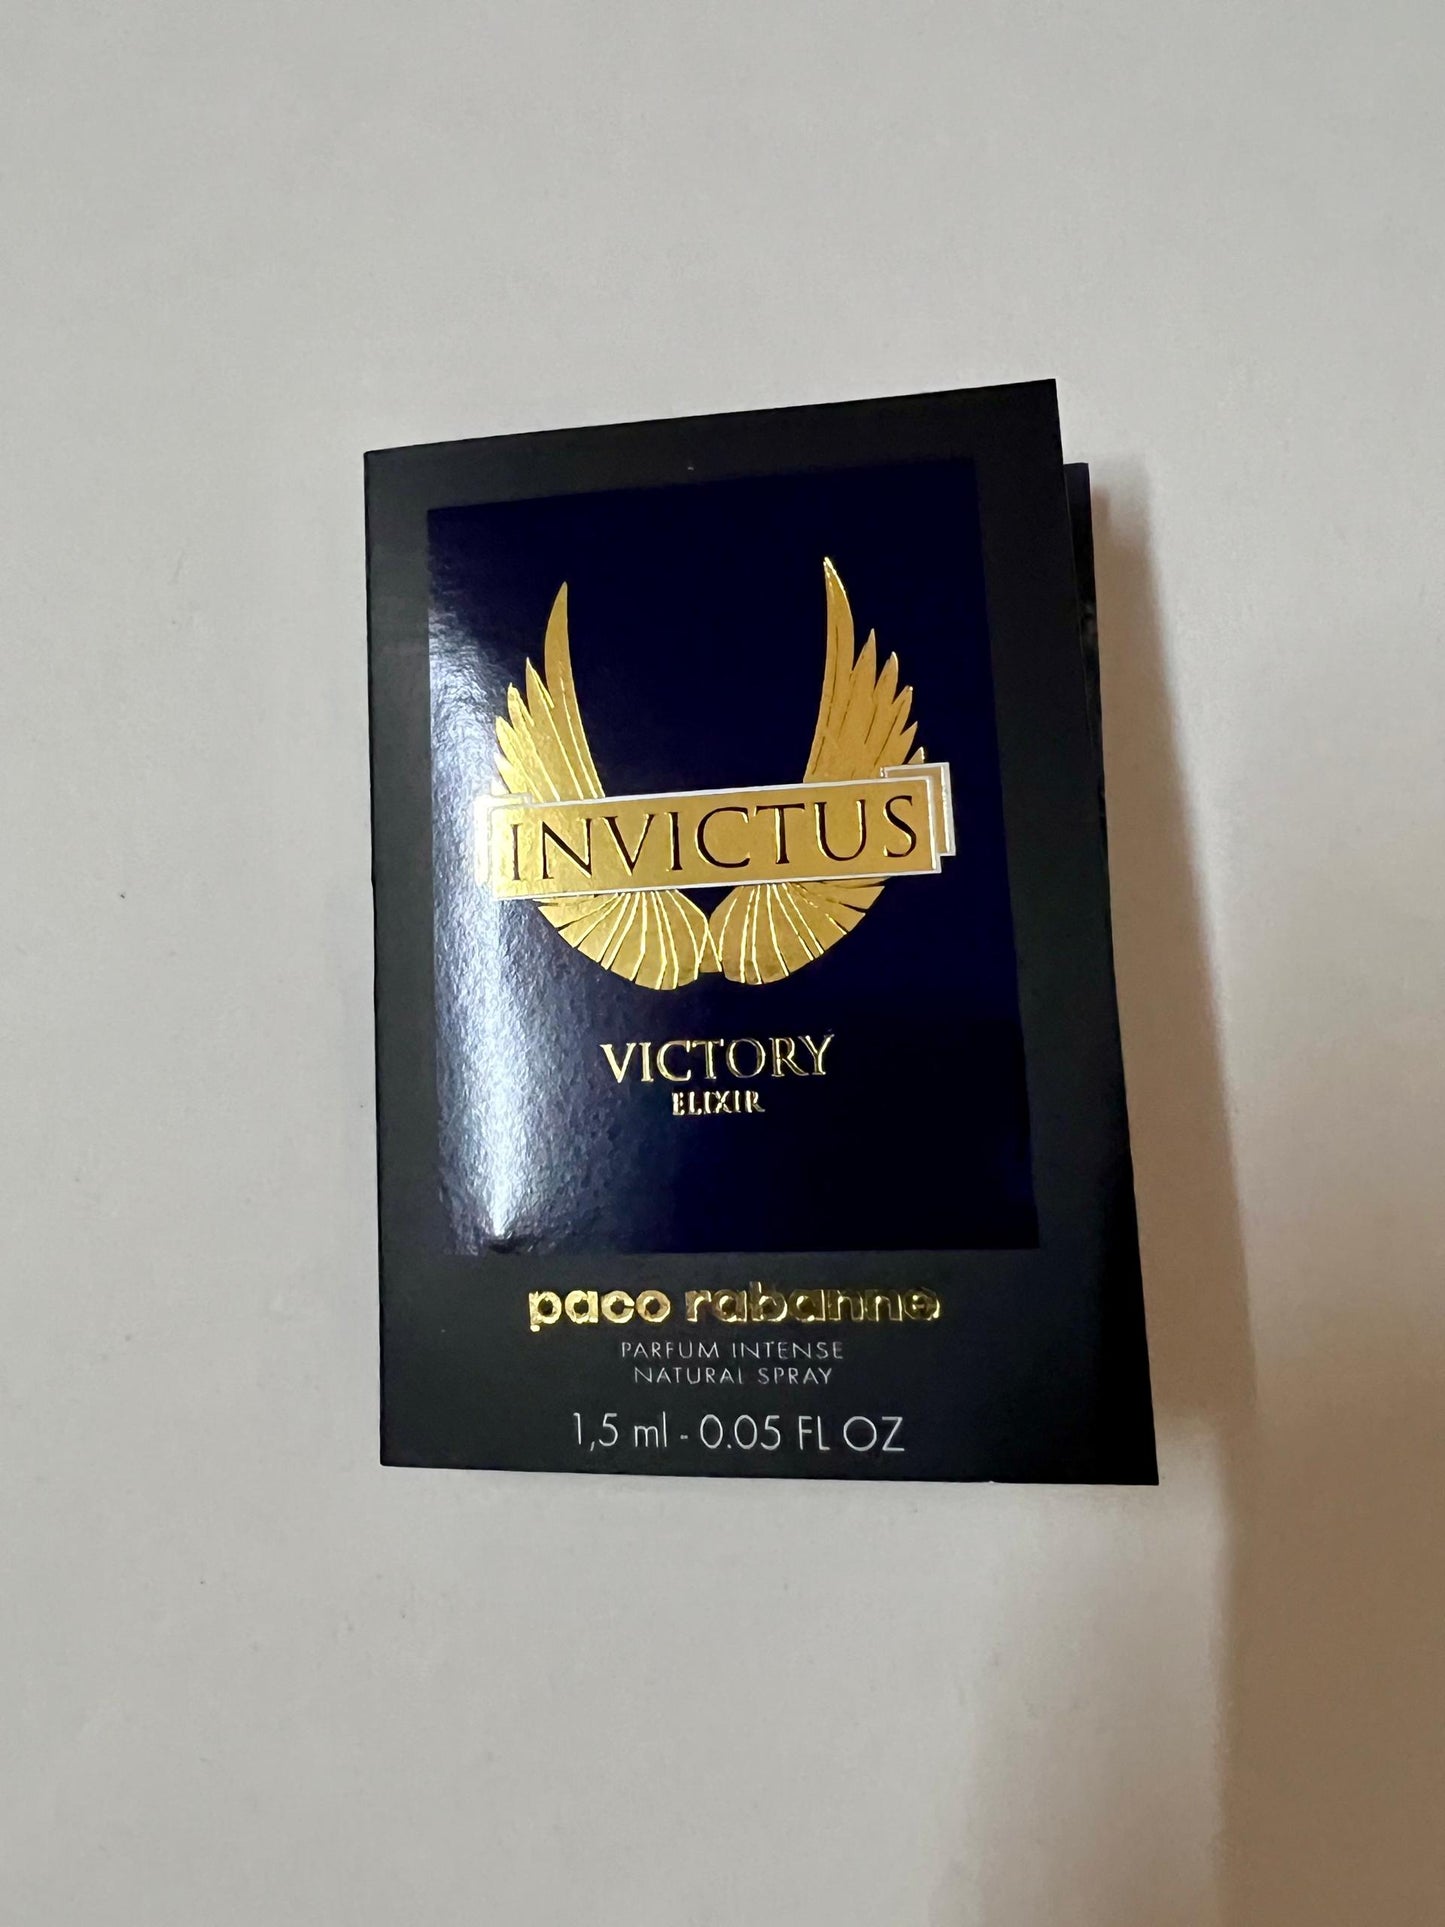 INVICTUS
VICTORY
ELIXIR
paco rabanne
PARFUM INTENSE
NATURAL SPRAY
1,5 ml - 0.05 FL OZ